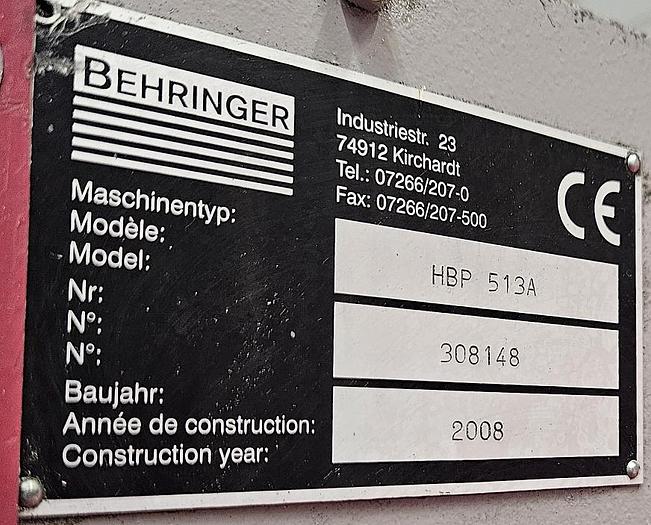 BEHRINGER
Industriestr. 23
74912 Kirchardt
Tel.: 07266/207-0
Fax: 07266/207-500
CE
Maschinentyp:
Modèle:
Model:
HBP 513A
Nr:
N°:
N°:
308148
Baujahr:
Année de construction:
Construction year:
2008